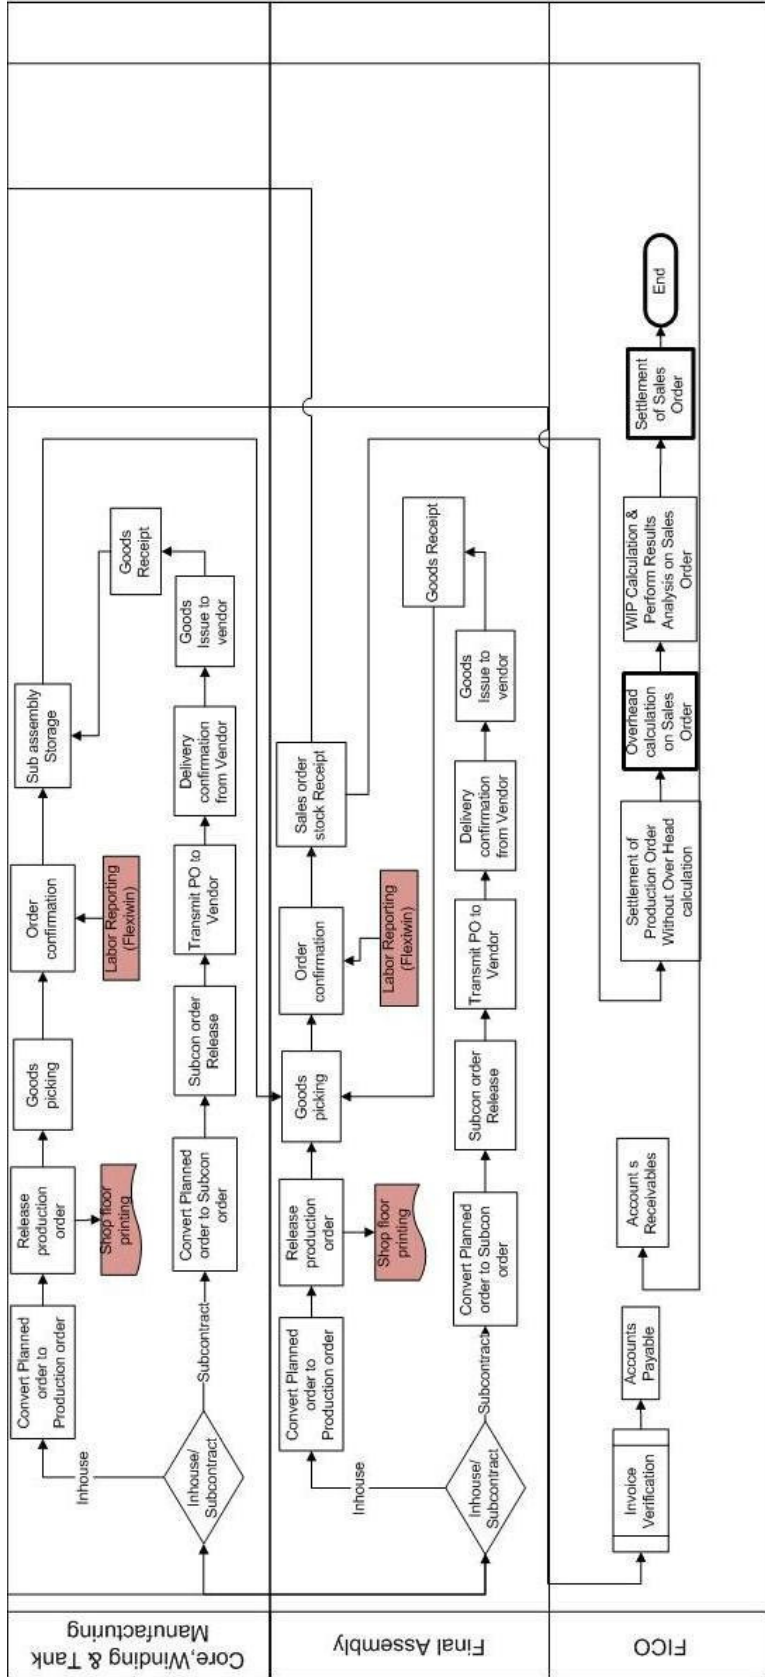 Core,Winding & Tank
Manufacturing
Inhouse/
Subcontract
Inhouse
Subcontract
Convert Planned
order to
Production order
Release
production
order
Shop floor
printing
Goods
picking
Order
confirmation
Labor Reporting
(Flexiwin)
Sub assembly
Storage
Convert Planned
order to Subcon
order
Subcon order
Release
Transmit PO to
Vendor
Delivery
confirmation
from Vendor
Goods
Issue to
vendor
Goods
Receipt
Final Assembly
Inhouse/
Subcontract
Inhouse
Subcontract
Convert Planned
order to
Production order
Release
production
order
Shop floor
printing
Goods
picking
Order
confirmation
Labor Reporting
(Flexiwin)
Sales order
stock Receipt
Convert Planned
order to Subcon
order
Subcon order
Release
Transmit PO to
Vendor
Delivery
confirmation
from Vendor
Goods
Issue to
vendor
Goods Receipt
FICO
Invoice
Verification
Accounts
Payable
Account s
Receivables
Settlement of
Production Order
Without Over Head
calculation
Overhead
calculation
on Sales
Order
WIP Calculation &
Perform Results
Analysis on Sales
Order
Settlement
of Sales
Order
End